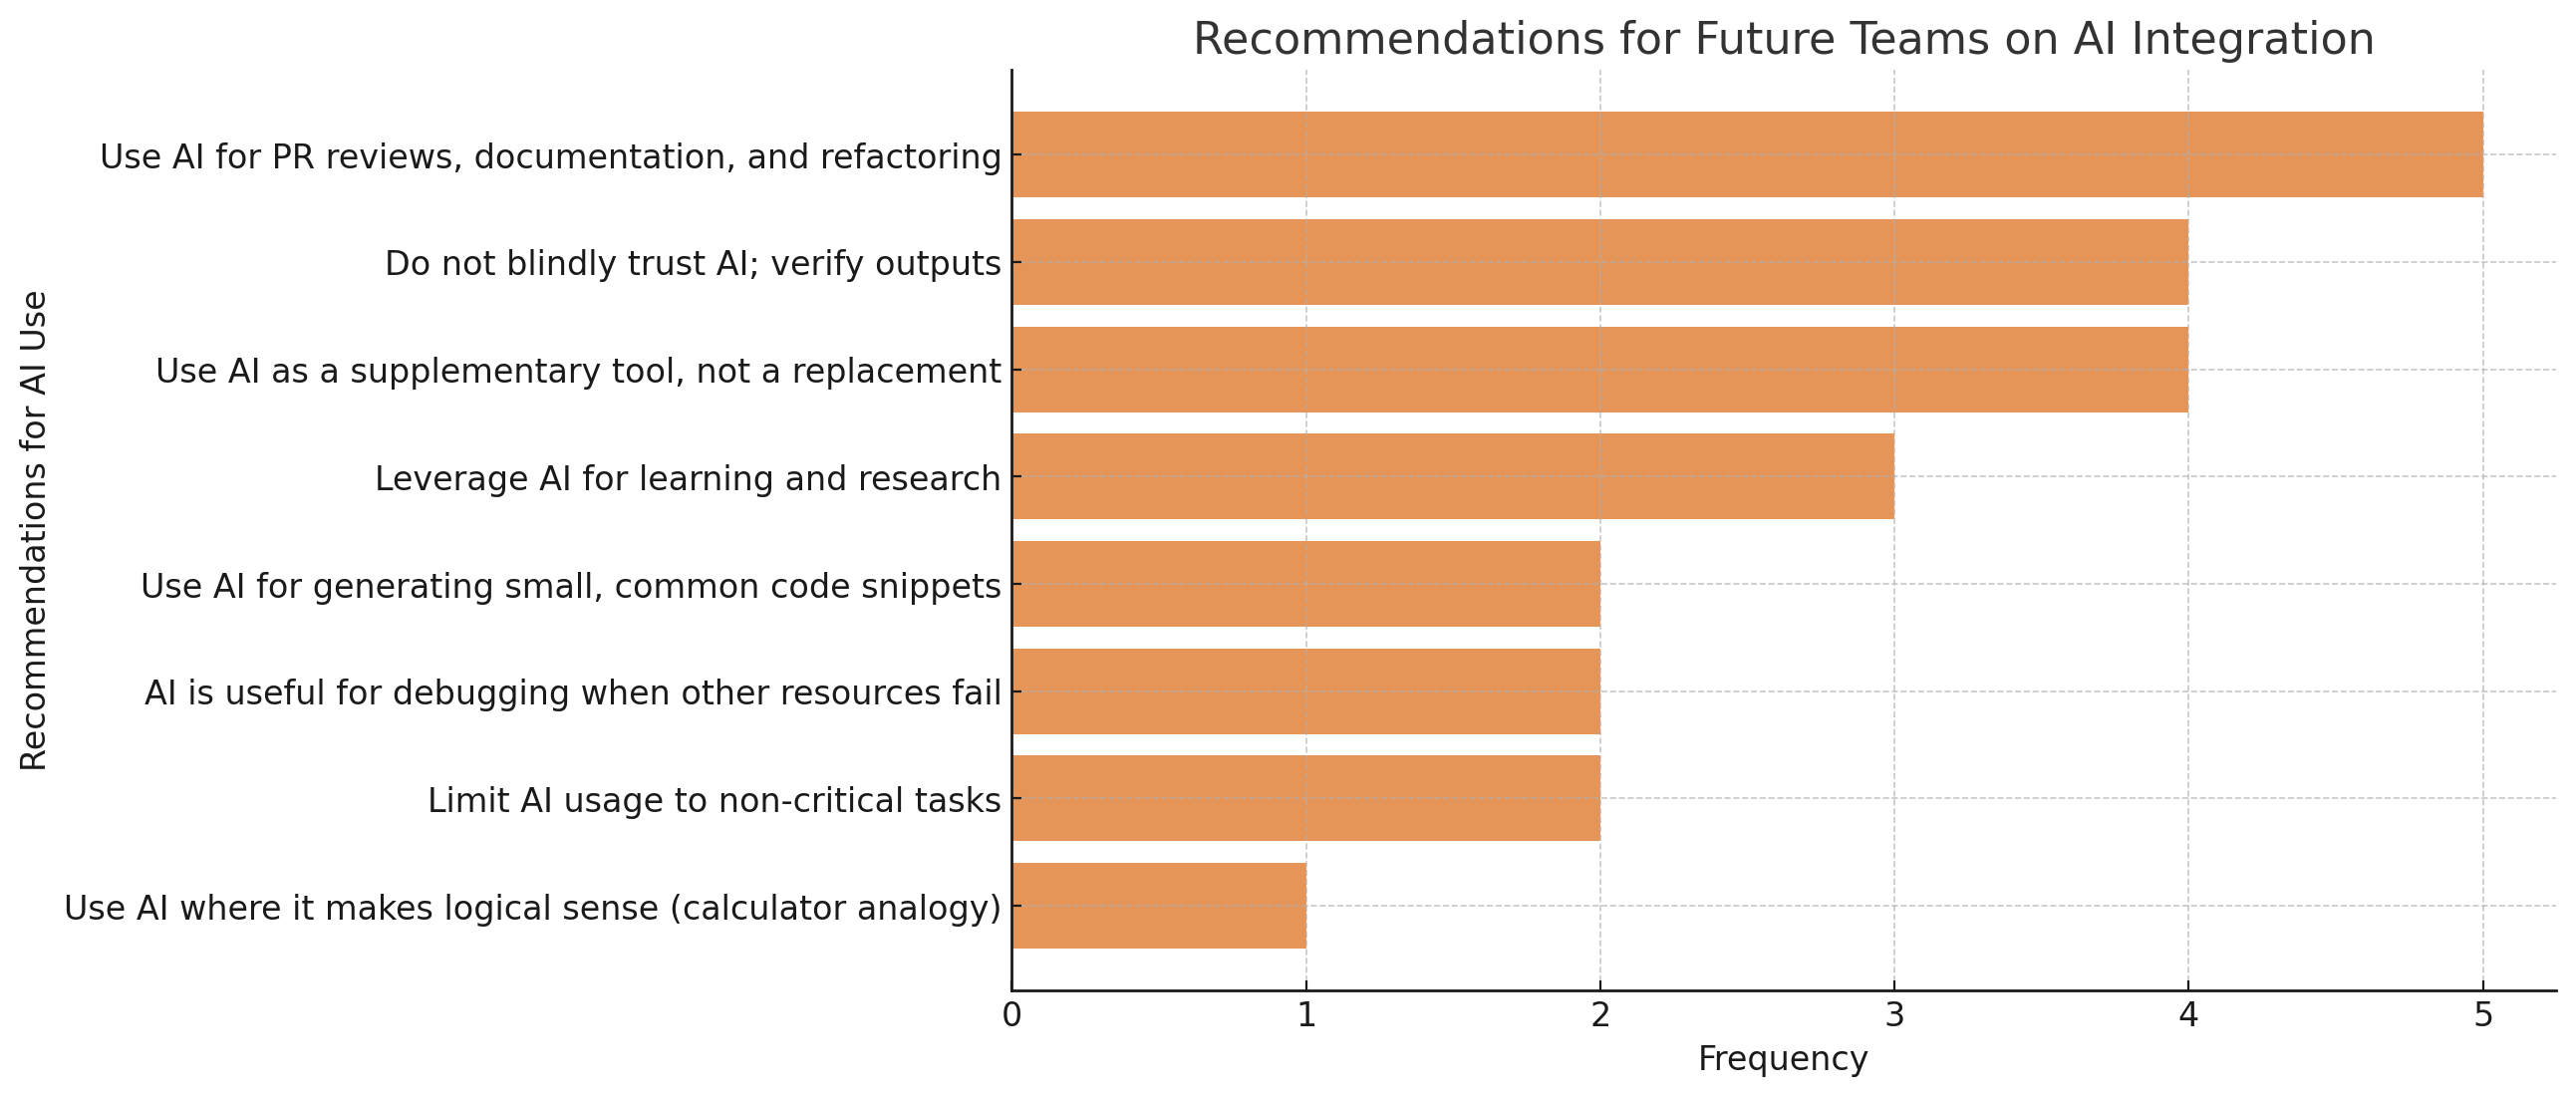 Recommendations for Future Teams on AI Integration
Recommendations for AI Use
Use AI for PR reviews, documentation, and refactoring
Do not blindly trust AI; verify outputs
Use AI as a supplementary tool, not a replacement
Leverage AI for learning and research
Use AI for generating small, common code snippets
AI is useful for debugging when other resources fail
Limit AI usage to non-critical tasks
Use AI where it makes logical sense (calculator analogy)
0 1 2 3 4 5
Frequency